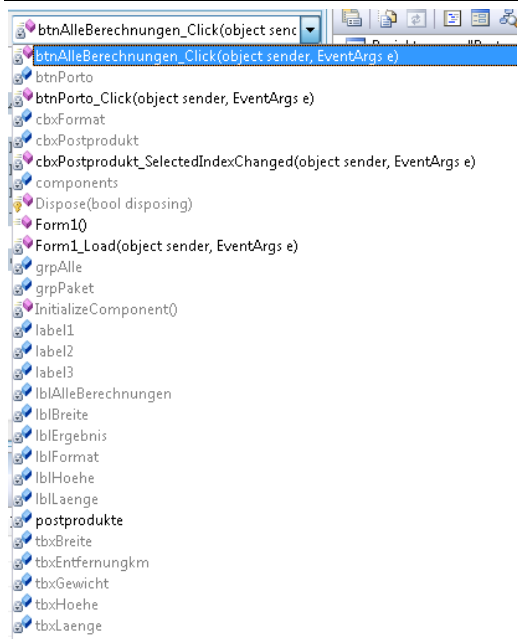 btnAlleBerechnungen_Click(object senc
btnAlleBerechnungen_Click(object sender, EventArgs e)
btnPorto
btnPorto_Click(object sender, EventArgs e)
cbxFormat
cbxPostprodukt
cbxPostprodukt_SelectedIndexChanged(object sender, EventArgs e)
components
Dispose(bool disposing)
Form1()
Form1_Load(object sender, EventArgs e)
grpAlle
grpPaket
InitializeComponent()
label1
label2
label3
lblAlleBerechnungen
lblBreite
lblErgebnis
lblFormat
lblHoehe
lblLaenge
postprodukte
tbxBreite
tbxEntfernungkm
tbxGewicht
tbxHoehe
tbxLaenge